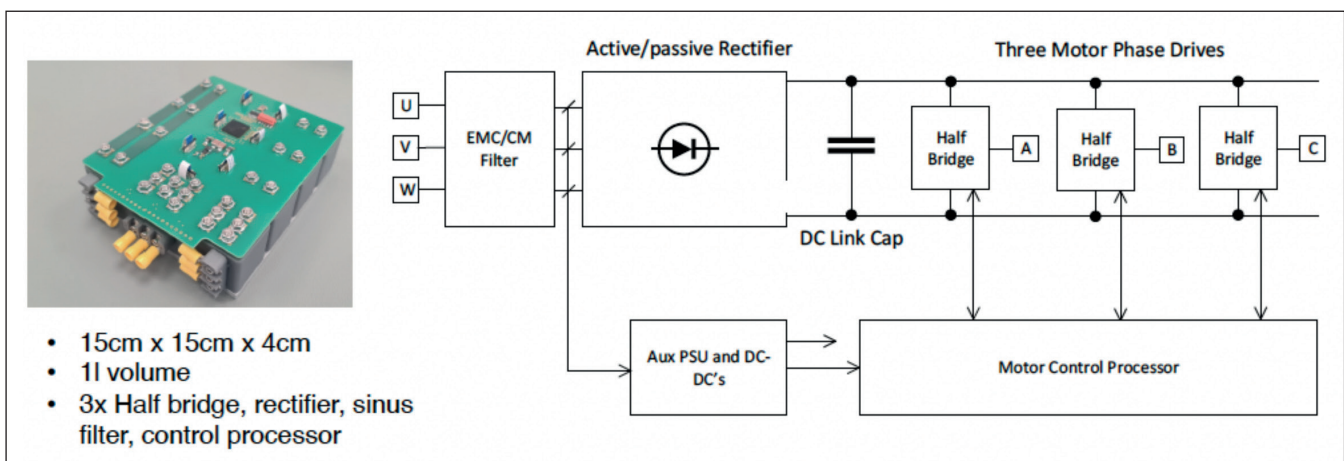 Active/passive Rectifier
Three Motor Phase Drives
U
V
W
EMC/CM
Filter
Half
Bridge
A
Half
Bridge
B
Half
Bridge
C
DC Link Cap
Aux PSU and DC-
DC's
Motor Control Processor
• 15cm x 15cm x 4cm
• 1l volume
• 3x Half bridge, rectifier, sinus
filter, control processor